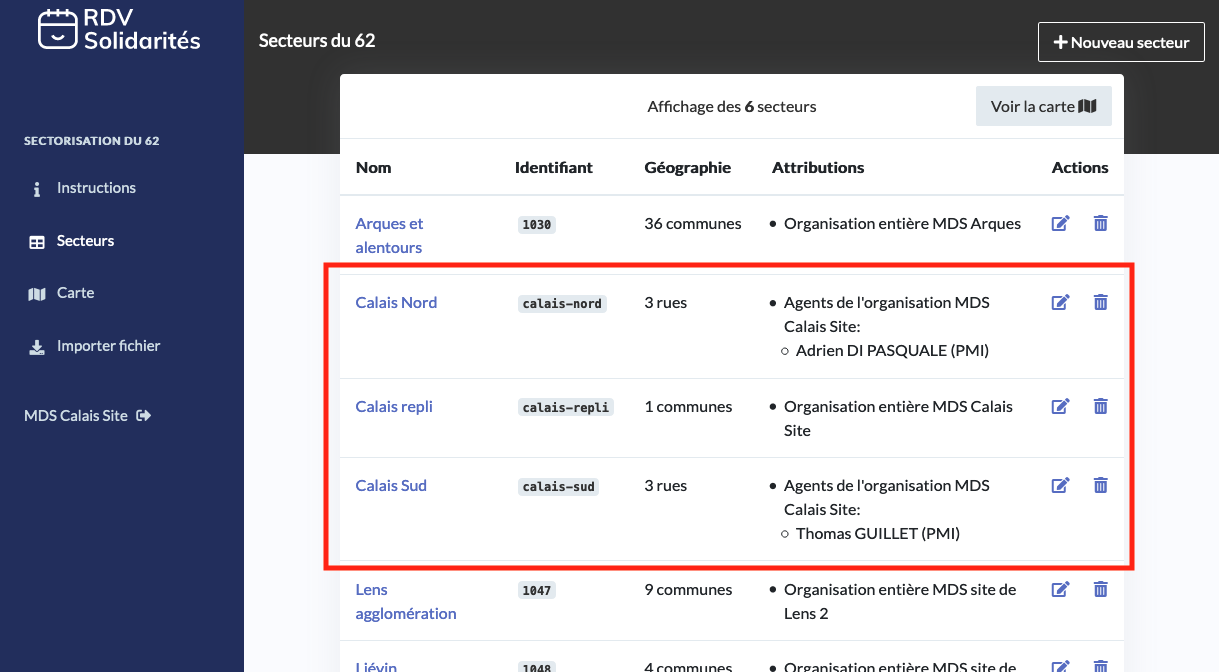 RDV
Solidarités
Secteurs du 62
Nouveau secteur
SECTORISATION DU 62
Instructions
Secteurs
Carte
Importer fichier
MDS Calais Site
Affichage des 6 secteurs
Voir la carte
Nom Identifiant Géographie Attributions Actions
Arques et 1030 36 communes • Organisation entière MDS Arques
alentours
Calais Nord calais-nord 3 rues • Agents de l'organisation MDS
Calais Site:
○ Adrien DI PASQUALE (PMI)
Calais repli calais-repli 1 communes • Organisation entière MDS Calais
Site
Calais Sud calais-sud 3 rues • Agents de l'organisation MDS
Calais Site:
○ Thomas GUILLET (PMI)
Lens 1047 9 communes • Organisation entière MDS site de
agglomération Lens 2
Liévin 1048 4 communes • Organisation entière MDS site de